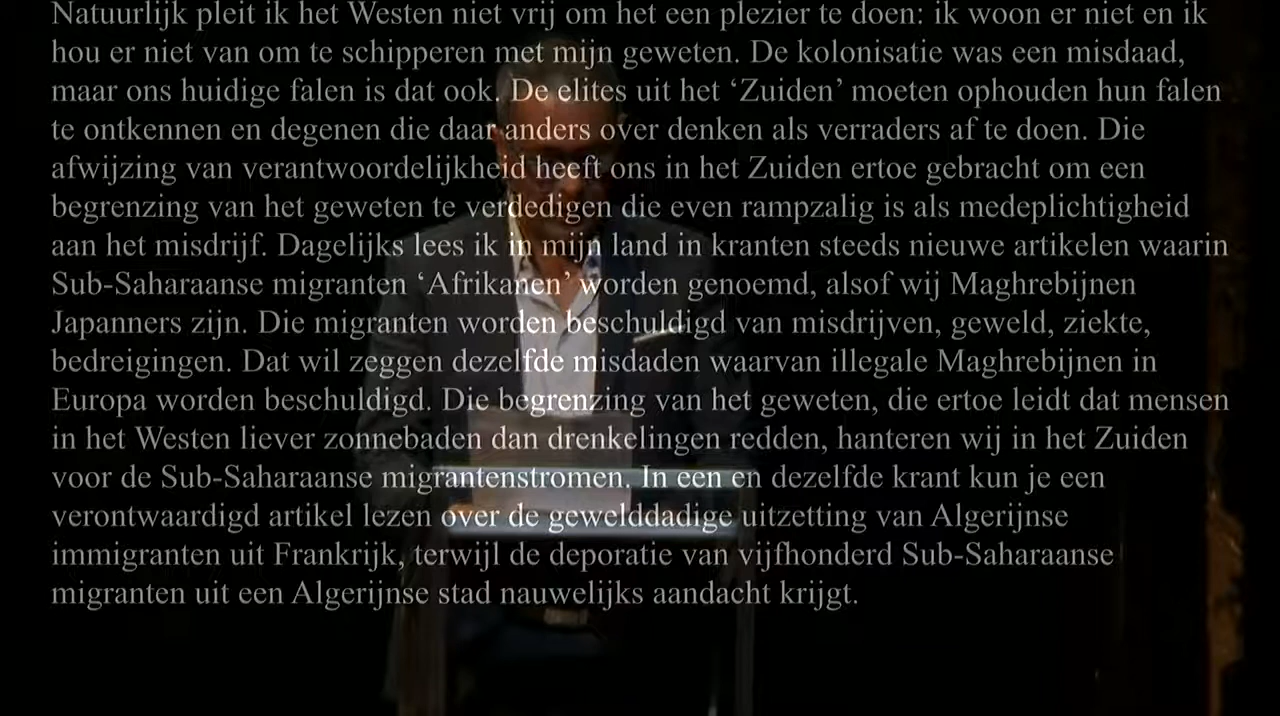 Natuurlijk pleit ik het Westen niet vrij om het een plezier te doen: ik woon er niet en ik
hou er niet van om te schipperen met mijn geweten. De kolonisatie was een misdaad,
maar ons huidige falen is dat ook. De elites uit het ‘Zuiden’ moeten ophouden hun falen
te ontkennen en degenen die daar anders over denken als verraders af te doen. Die
afwijzing van verantwoordelijkheid heeft ons in het Zuiden ertoe gebracht om een
begrenzing van het geweten te verdedigen die even rampzalig is als medeplichtigheid
aan het misdrijf. Dagelijks lees ik in mijn land in kranten steeds nieuwe artikelen waarin
Sub-Saharaanse migranten ‘Afrikanen’ worden genoemd, alsof wij Maghrebijnen
Japanners zijn. Die migranten worden beschuldigd van misdrijven, geweld, ziekte,
bedreigingen. Dat wil zeggen dezelfde misdaden waarvan illegale Maghrebijnen in
Europa worden beschuldigd. Die begrenzing van het geweten, die ertoe leidt dat mensen
in het Westen liever zonnebaden dan drenkelingen redden, hanteren wij in het Zuiden
voor de Sub-Saharaanse migrantenstromen. In een en dezelfde krant kun je een
verontwaardigd artikel lezen over de gewelddadige uitzetting van Algerijnse
immigranten uit Frankrijk, terwijl de deporatie van vijfhonderd Sub-Saharaanse
migranten uit een Algerijnse stad nauwelijks aandacht krijgt.